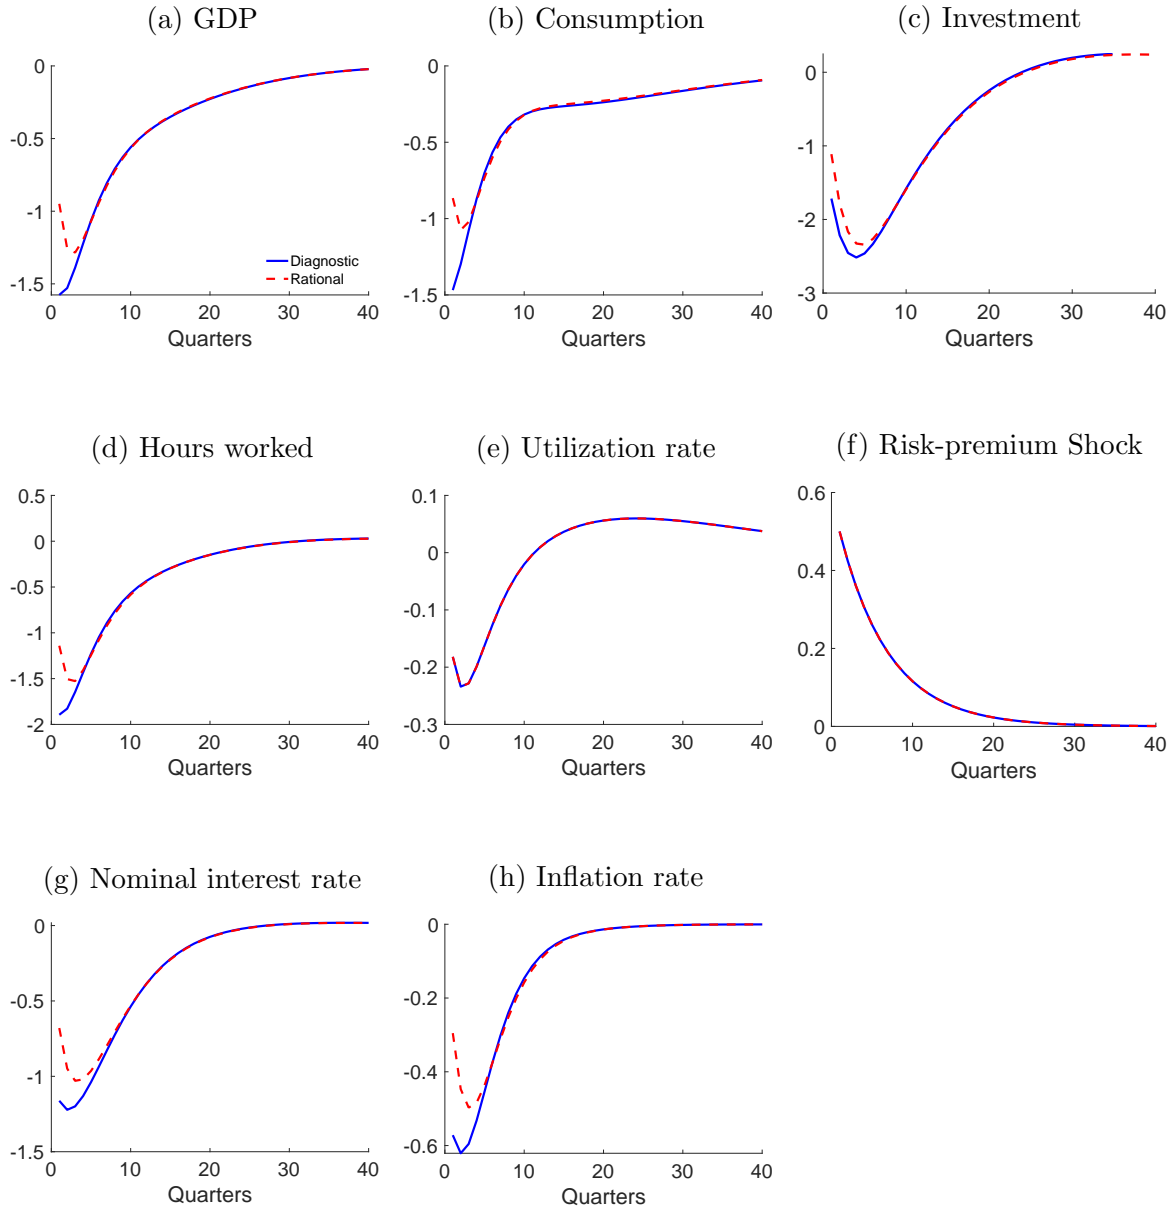 (a) GDP
0
-0.5
-1
-1.5
0 10 20 30 40
Quarters
Diagnostic
Rational
(b) Consumption
0
-0.5
-1
-1.5
0 10 20 30 40
Quarters
(c) Investment
0
-1
-2
-3
0 10 20 30 40
Quarters
(d) Hours worked
0.5
0
-0.5
-1
-1.5
-2
0 10 20 30 40
Quarters
(e) Utilization rate
0.1
0
-0.1
-0.2
-0.3
0 10 20 30 40
Quarters
(f) Risk-premium Shock
0.6
0.4
0.2
0
0 10 20 30 40
Quarters
(g) Nominal interest rate
0
-0.5
-1
-1.5
0 10 20 30 40
Quarters
(h) Inflation rate
0
-0.2
-0.4
-0.6
0 10 20 30 40
Quarters